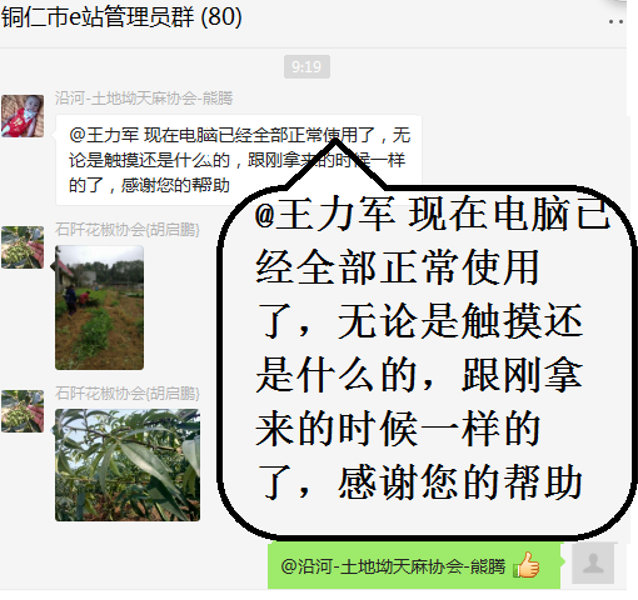 铜仁市e站管理员群 (80)
9:19
沿河-土地坳天麻协会-熊腾
@王力军 现在电脑已经全部正常使用了，无
论是触摸还是什么的，跟刚拿来的时候一样
的了，感谢您的帮助
石阡花椒协会{胡启鹏}
石阡花椒协会{胡启鹏}
@王力军 现在电脑已
经全部正常使用
了，无论是触摸还
是什么的，跟刚拿
来的时候一样的
了，感谢您的帮助
@沿河-土地坳天麻协会-熊腾